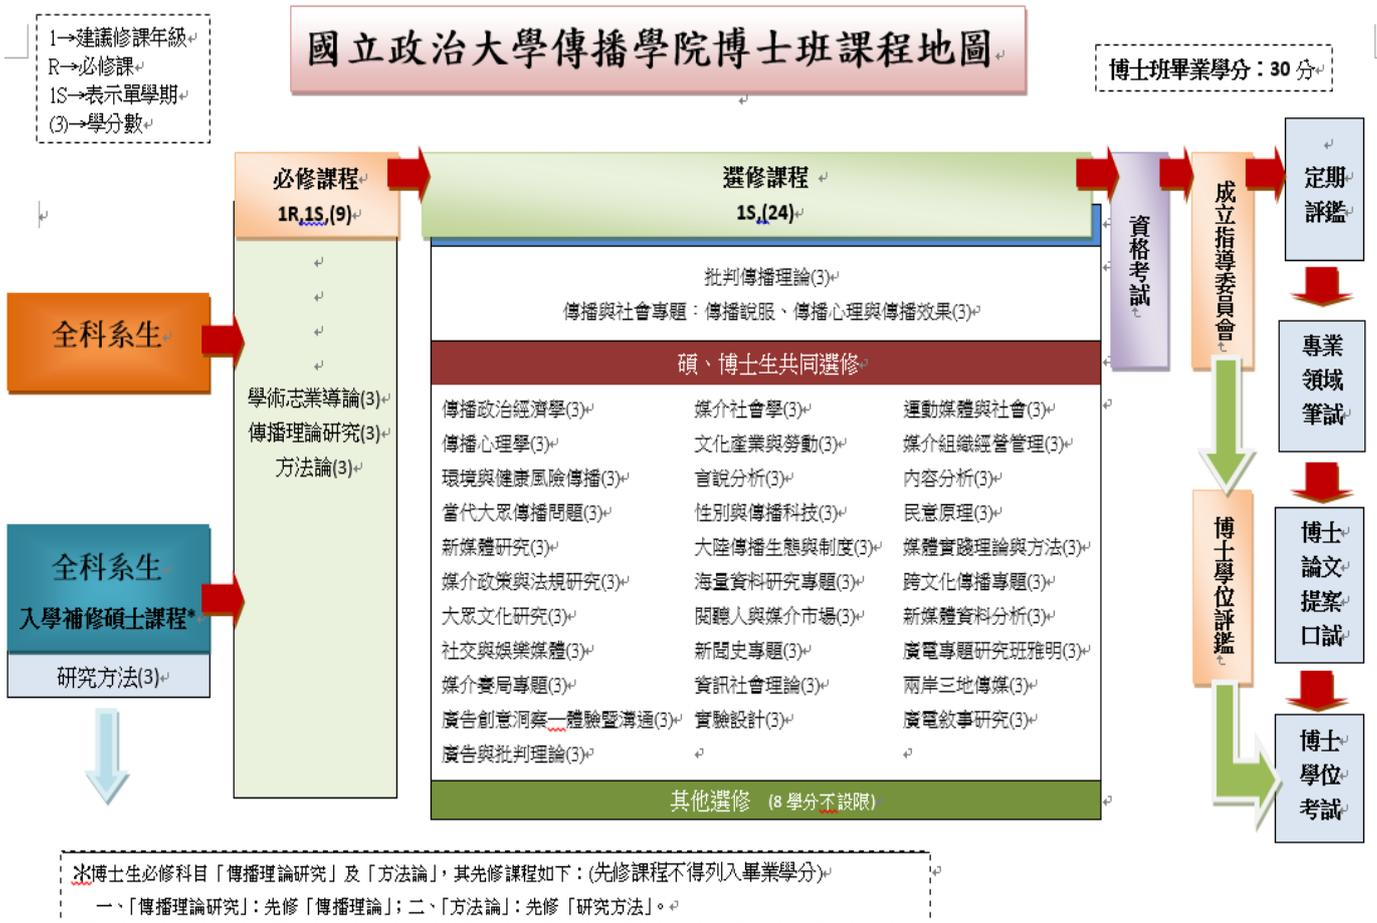 1→建議修課年級
R→必修課
1S→表示單學期
(3)→學分數
國立政治大學傳播學院博士班課程地圖
博士班畢業學分：30 分
必修課程
1R,1S,(9)
選修課程
1S,(24)
資格考試
成立指導委員會
定期
評鑑
全科系生
學術志業導論(3)
傳播理論研究(3)
方法論(3)
全科系生
入學補修碩士課程*
研究方法(3)
批判傳播理論(3)
傳播與社會專題：傳播說服、傳播心理與傳播效果(3)
碩、博士生共同選修
傳播政治經濟學(3) 媒介社會學(3) 運動媒體與社會(3)
傳播心理學(3) 文化產業與勞動(3) 媒介組織經營管理(3)
環境與健康風險傳播(3) 言說分析(3) 內容分析(3)
當代大眾傳播問題(3) 性別與傳播科技(3) 民意原理(3)
新媒體研究(3) 大陸傳播生態與制度(3) 媒體實踐理論與方法(3)
媒介政策與法規研究(3) 海量資料研究專題(3) 跨文化傳播專題(3)
大眾文化研究(3) 閱聽人與媒介市場(3) 新媒體資料分析(3)
社交與娛樂媒體(3) 新聞史專題(3) 廣電專題研究班雅明(3)
媒介賽局專題(3) 資訊社會理論(3) 兩岸三地傳媒(3)
廣告創意洞察—體驗暨溝通(3) 實驗設計(3) 廣電敘事研究(3)
廣告與批判理論(3)
其他選修 (8 學分不設限)
專業
領域
筆試
博士學位評鑑
博士
論文
提案
口試
博士
學位
考試
＊博士生必修科目「傳播理論研究」及「方法論」，其先修課程如下：(先修課程不得列入畢業學分)
一、「傳播理論研究」：先修「傳播理論」；二、「方法論」：先修「研究方法」。